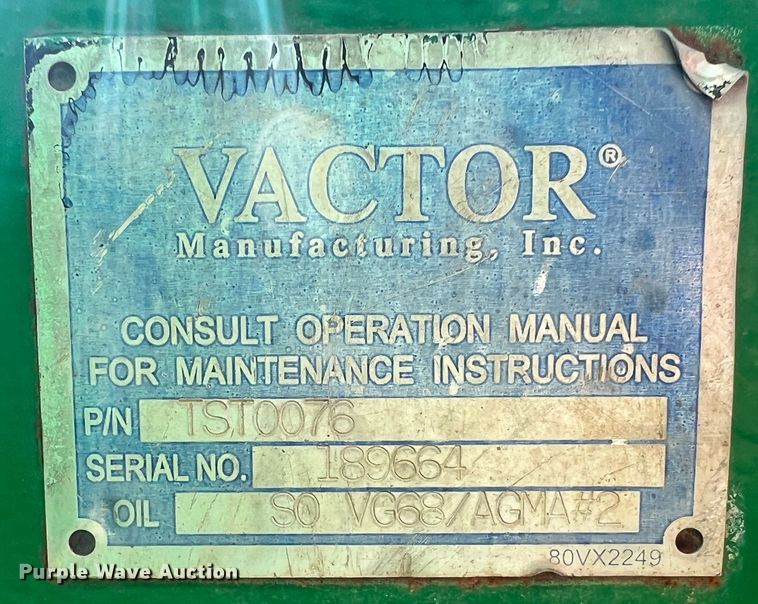 VACTOR®
Manufacturing, Inc.
CONSULT OPERATION MANUAL
FOR MAINTENANCE INSTRUCTIONS
P/N TST0076
SERIAL NO. 189664
OIL SO VG68/AGMA#2
80VX2249
Purple Wave Auction